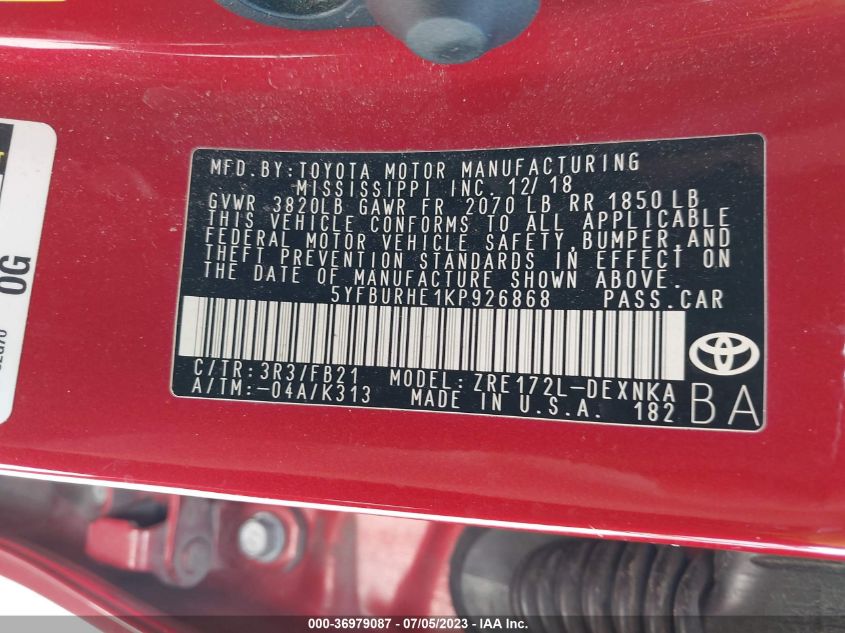 MFD.BY:TOYOTA MOTOR MANUFACTURING
MISSISSIPPI INC. 12/18
GVWR 3820LB GAWR FR 2070 LB RR 1850 LB
THIS VEHICLE CONFORMS TO ALL APPLICABLE
FEDERAL MOTOR VEHICLE SAFETY, BUMPER, AND
THEFT PREVENTION STANDARDS IN EFFECT ON
THE DATE OF MANUFACTURE SHOWN ABOVE.
5YFBURHE1KP926868 PASS.CAR
C/TR:3R3/FB21 MODEL: ZRE172L-DEXNKA
A/TM:-04A/K313 MADE IN U.S.A. 182
BA
0G
000-36979087 - 07/05/2023 - IAA Inc.